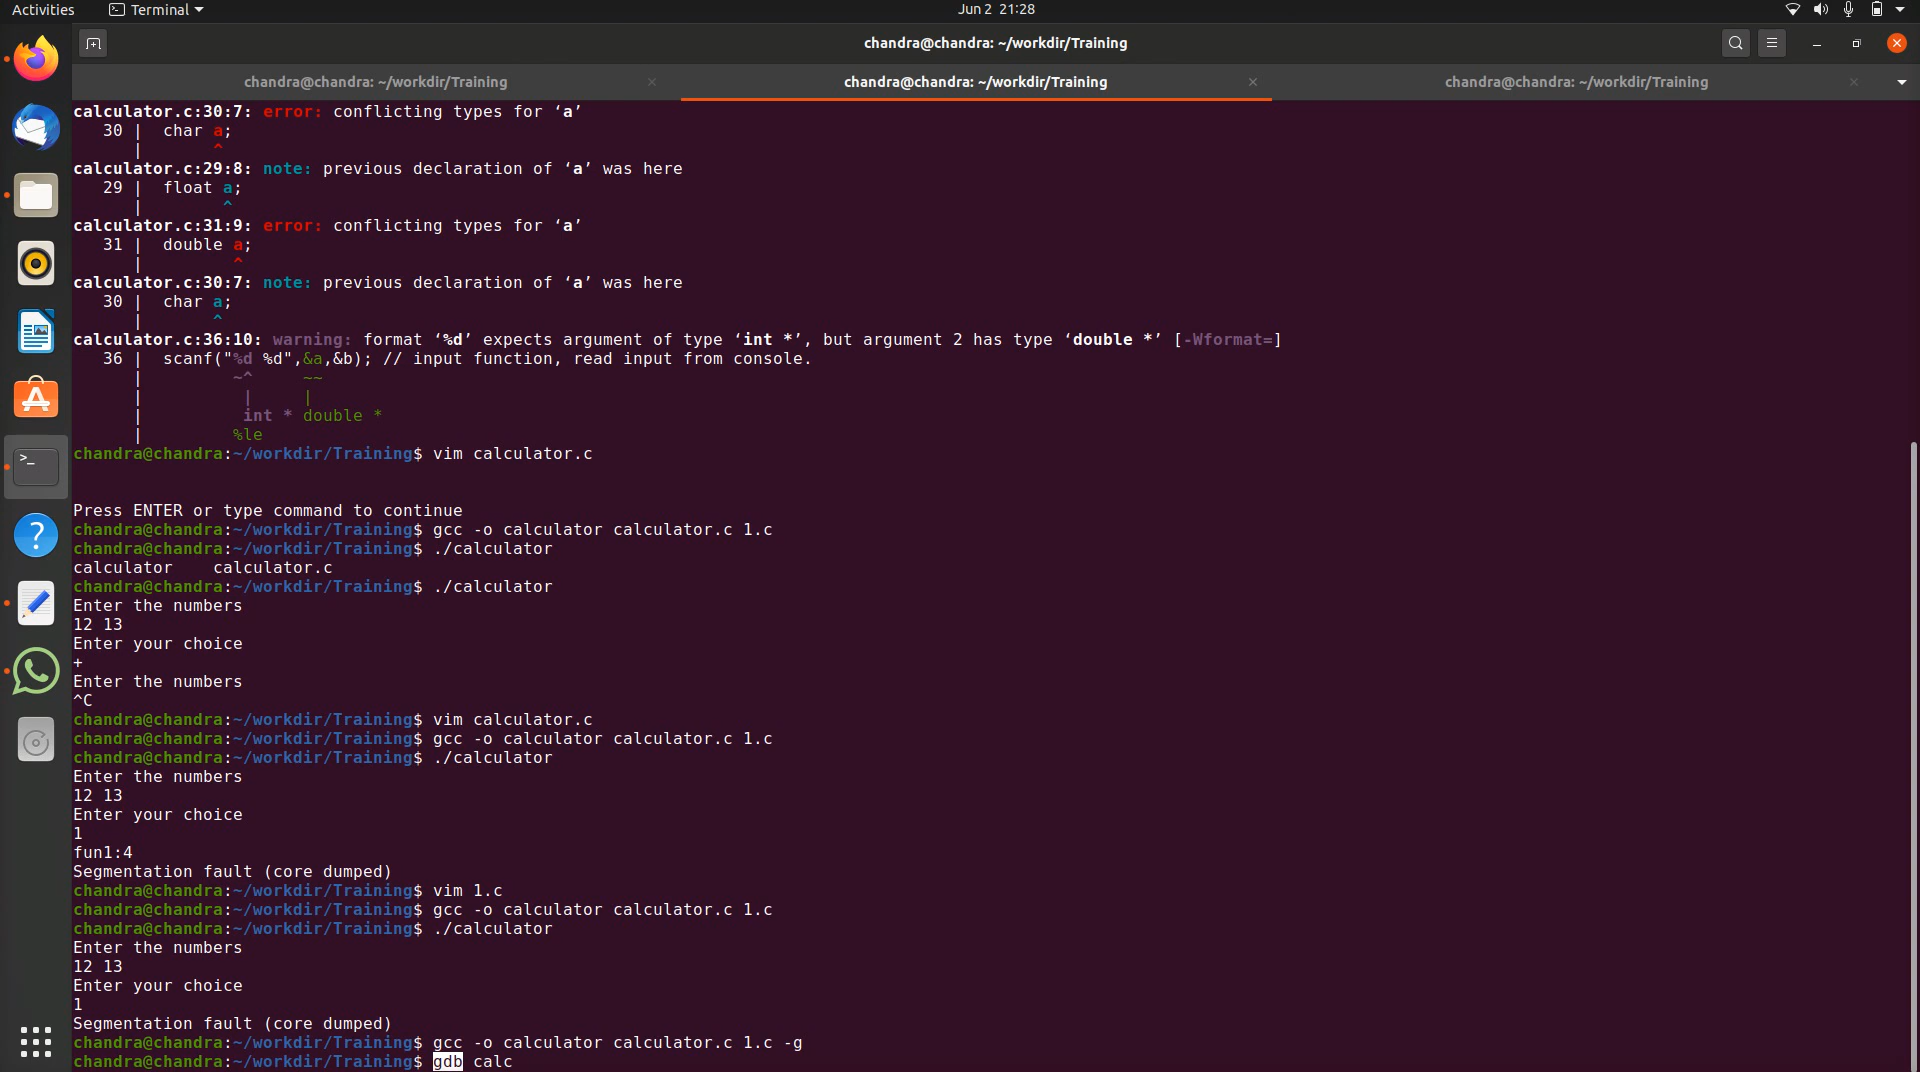 Activities
Terminal
Jun 2 21:28
chandra@chandra: ~/workdir/Training
chandra@chandra: ~/workdir/Training
chandra@chandra: ~/workdir/Training
chandra@chandra: ~/workdir/Training
calculator.c:30:7: error: conflicting types for ‘a’
30 | char a;
| ^
calculator.c:29:8: note: previous declaration of ‘a’ was here
29 | float a;
| ^
calculator.c:31:9: error: conflicting types for ‘a’
31 | double a;
| ^
calculator.c:30:7: note: previous declaration of ‘a’ was here
30 | char a;
| ^
calculator.c:36:10: warning: format ‘%d’ expects argument of type ‘int *’, but argument 2 has type ‘double *’ [-Wformat=]
36 | scanf("%d %d",&a,&b); // input function, read input from console.
| ~^ ~~
| | |
| int * double *
| %le
chandra@chandra:~/workdir/Training$ vim calculator.c
Press ENTER or type command to continue
chandra@chandra:~/workdir/Training$ gcc -o calculator calculator.c 1.c
chandra@chandra:~/workdir/Training$ ./calculator
calculator calculator.c
chandra@chandra:~/workdir/Training$ ./calculator
Enter the numbers
12 13
Enter your choice
+
Enter the numbers
^C
chandra@chandra:~/workdir/Training$ vim calculator.c
chandra@chandra:~/workdir/Training$ gcc -o calculator calculator.c 1.c
chandra@chandra:~/workdir/Training$ ./calculator
Enter the numbers
12 13
Enter your choice
1
fun1:4
Segmentation fault (core dumped)
chandra@chandra:~/workdir/Training$ vim 1.c
chandra@chandra:~/workdir/Training$ gcc -o calculator calculator.c 1.c
chandra@chandra:~/workdir/Training$ ./calculator
Enter the numbers
12 13
Enter your choice
1
Segmentation fault (core dumped)
chandra@chandra:~/workdir/Training$ gcc -o calculator calculator.c 1.c -g
chandra@chandra:~/workdir/Training$ gdb calc